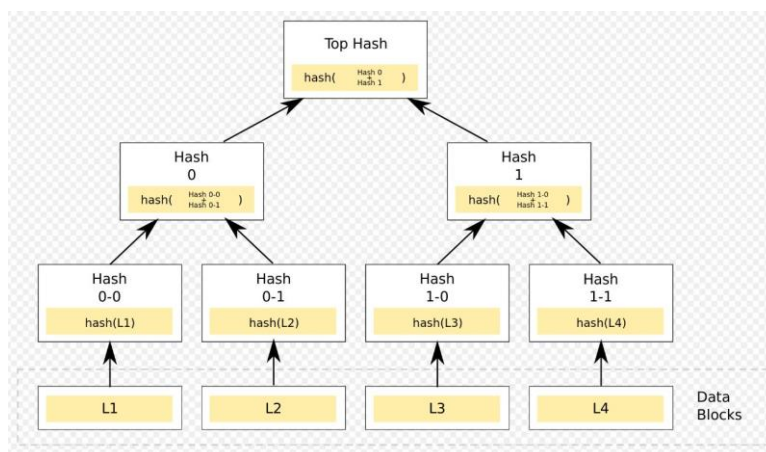 Top Hash
hash( Hash 0 + Hash 1 )
Hash
0
hash( Hash 0-0 + Hash 0-1 )
Hash
1
hash( Hash 1-0 + Hash 1-1 )
Hash
0-0
hash(L1)
Hash
0-1
hash(L2)
Hash
1-0
hash(L3)
Hash
1-1
hash(L4)
L1
L2
L3
L4
Data
Blocks